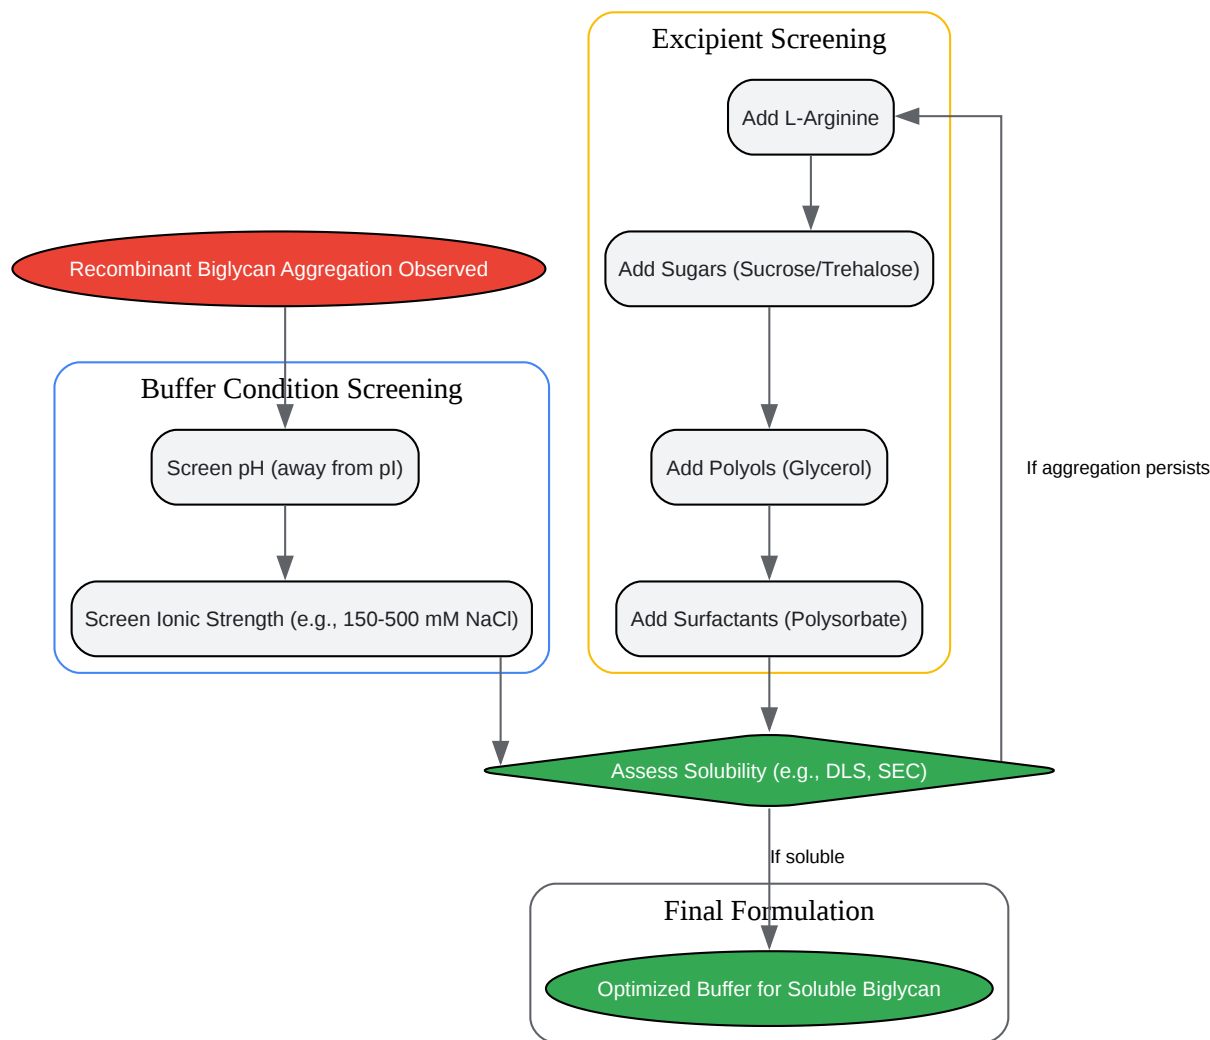 Excipient Screening
Add L-Arginine
Add Sugars (Sucrose/Trehalose)
Recombinant Biglycan Aggregation Observed
Buffer Condition Screening
Screen pH (away from pI)
Add Polyols (Glycerol)
If aggregation persists
Screen Ionic Strength (e.g., 150-500 mM NaCl)
Add Surfactants (Polysorbate)
Assess Solubility (e.g., DLS, SEC)
If soluble
Final Formulation
Optimized Buffer for Soluble Biglycan